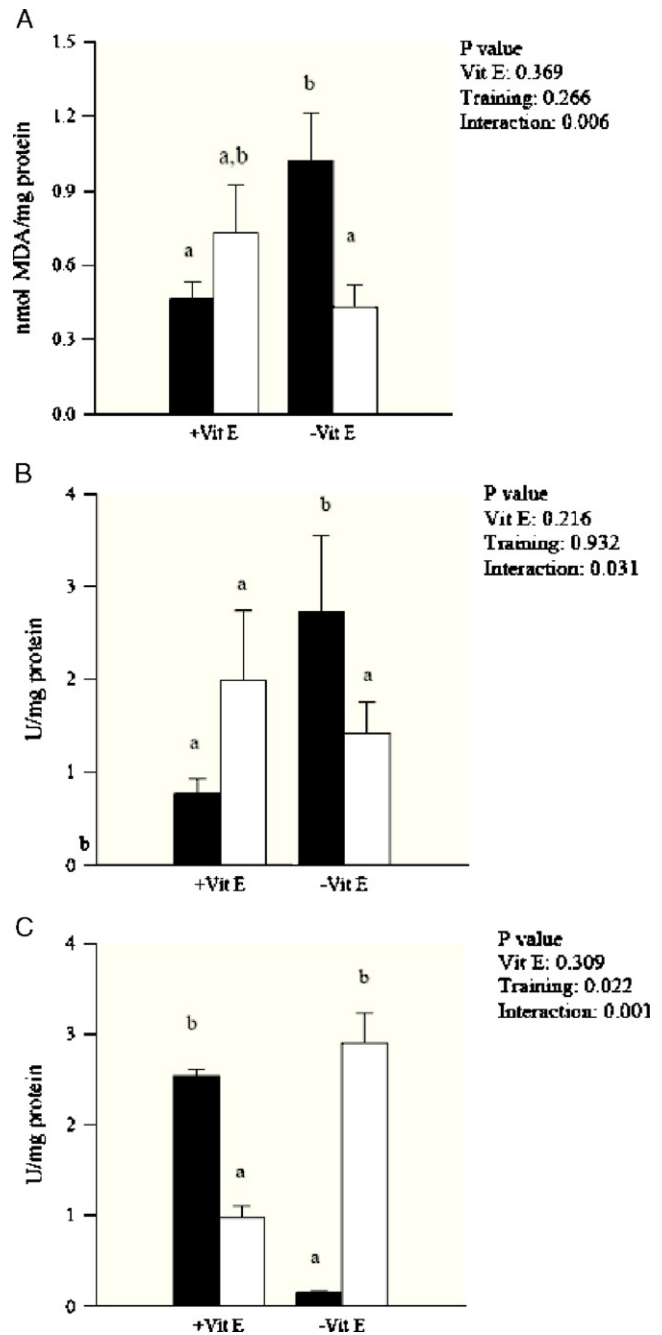 A
1.5
1.2
0.9
0.6
0.3
0.0
nmol MDA/mg protein
a
a,b
b
a
+Vit E
-Vit E
P value
Vit E: 0.369
Training: 0.266
Interaction: 0.006
B
4
3
2
1
0
U/mg protein
b
a
a
b
a
+Vit E
-Vit E
P value
Vit E: 0.216
Training: 0.932
Interaction: 0.031
C
4
3
2
1
0
U/mg protein
b
a
a
b
+Vit E
-Vit E
P value
Vit E: 0.309
Training: 0.022
Interaction: 0.001